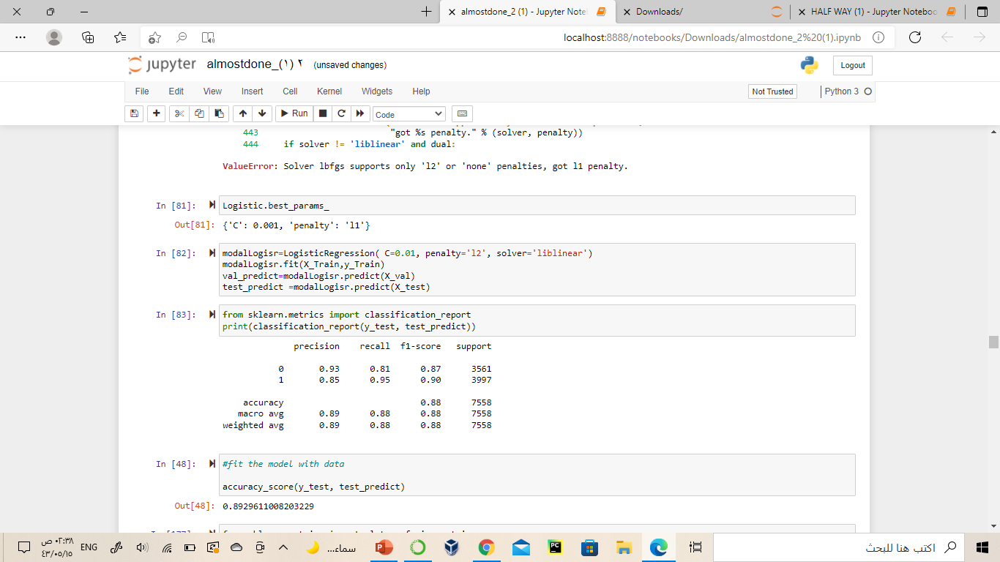 almostdone_2 (1) - Jupyter Note
Downloads/
HALF WAY (1) - Jupyter Noteboo
localhost:8888/notebooks/Downloads/almostdone_2%20(1).ipynb
jupyter
almostdone_(١) ٢ (unsaved changes)
Logout
File Edit View Insert Cell Kernel Widgets Help
Not Trusted
Python 3
Run
Code
443 "got %s penalty." % (solver, penalty))
444 if solver != 'liblinear' and dual:
ValueError: Solver lbfgs supports only 'l2' or 'none' penalties, got l1 penalty.
In [81]: Logistic.best_params_
Out[81]: {'C': 0.001, 'penalty': 'l1'}
In [82]: modalLogisr=LogisticRegression( C=0.01, penalty='l2', solver='liblinear')
modalLogisr.fit(X_Train,y_Train)
val_predict=modalLogisr.predict(X_val)
test_predict =modalLogisr.predict(X_test)
In [83]: from sklearn.metrics import classification_report
print(classification_report(y_test, test_predict))
precision recall f1-score support
0 0.93 0.81 0.87 3561
1 0.85 0.95 0.90 3997
accuracy 0.88 7558
macro avg 0.89 0.88 0.88 7558
weighted avg 0.89 0.88 0.88 7558
In [48]: #fit the model with data
accuracy_score(y_test, test_predict)
Out[48]: 0.8929611008203229
٠٢:٣٨ ص
٤٣/٠٥/١٥
ENG
سماء...
PC
اكتب هنا للبحث